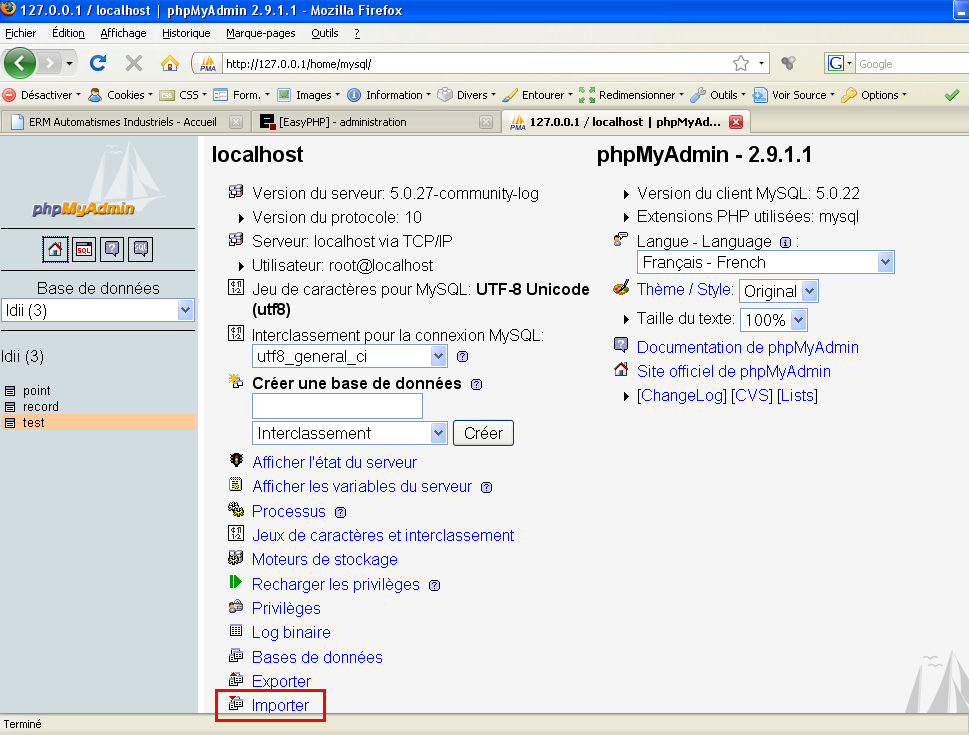 127.0.0.1 / localhost | phpMyAdmin 2.9.1.1 - Mozilla Firefox
Fichier Édition Affichage Historique Marque-pages Outils ?
PMA http://127.0.0.1/home/mysql/ G Google
Désactiver Cookies CSS Form. Images Information Divers Entourer Redimensionner Outils Voir Source Options
ERM Automatismes Industriels - Accueil
[EasyPHP] - administration
PMA 127.0.0.1 / localhost | phpMyAd...
phpMyAdmin
SQL ? SQL
Base de données
Idii (3)
Idii (3)
point
record
test
localhost
Version du serveur: 5.0.27-community-log
Version du protocole: 10
Serveur: localhost via TCP/IP
Utilisateur: root@localhost
Jeu de caractères pour MySQL: UTF-8 Unicode
(utf8)
Interclassement pour la connexion MySQL:
utf8_general_ci ?
Créer une base de données ?
Interclassement Créer
Afficher l'état du serveur
Afficher les variables du serveur ?
Processus ?
Jeux de caractères et interclassement
Moteurs de stockage
Recharger les privilèges ?
Privilèges
Log binaire
Bases de données
Exporter
Importer
phpMyAdmin - 2.9.1.1
Version du client MySQL: 5.0.22
Extensions PHP utilisées: mysql
Langue - Language i :
Français - French
Thème / Style: Original
Taille du texte: 100%
Documentation de phpMyAdmin
Site officiel de phpMyAdmin
[ChangeLog] [CVS] [Lists]
Terminé